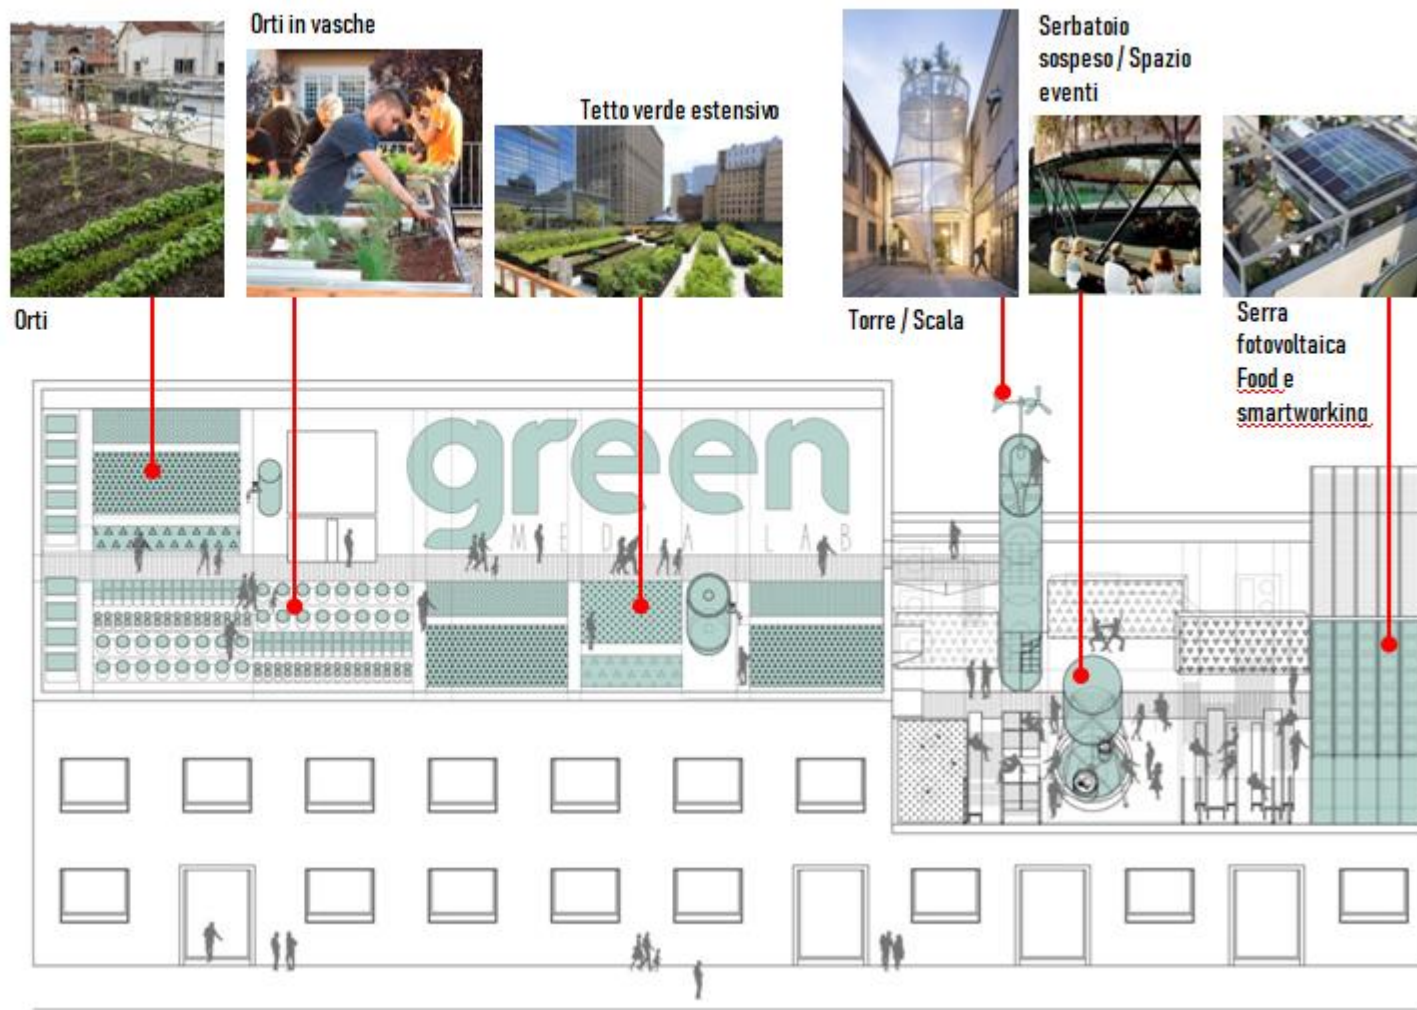 Orti in vasche
Tetto verde estensivo
Serbatoio
sospeso / Spazio
eventi
Orti
Torre / Scala
Serra
fotovoltaica
Food e
smartworking
green
MEDIA LAB